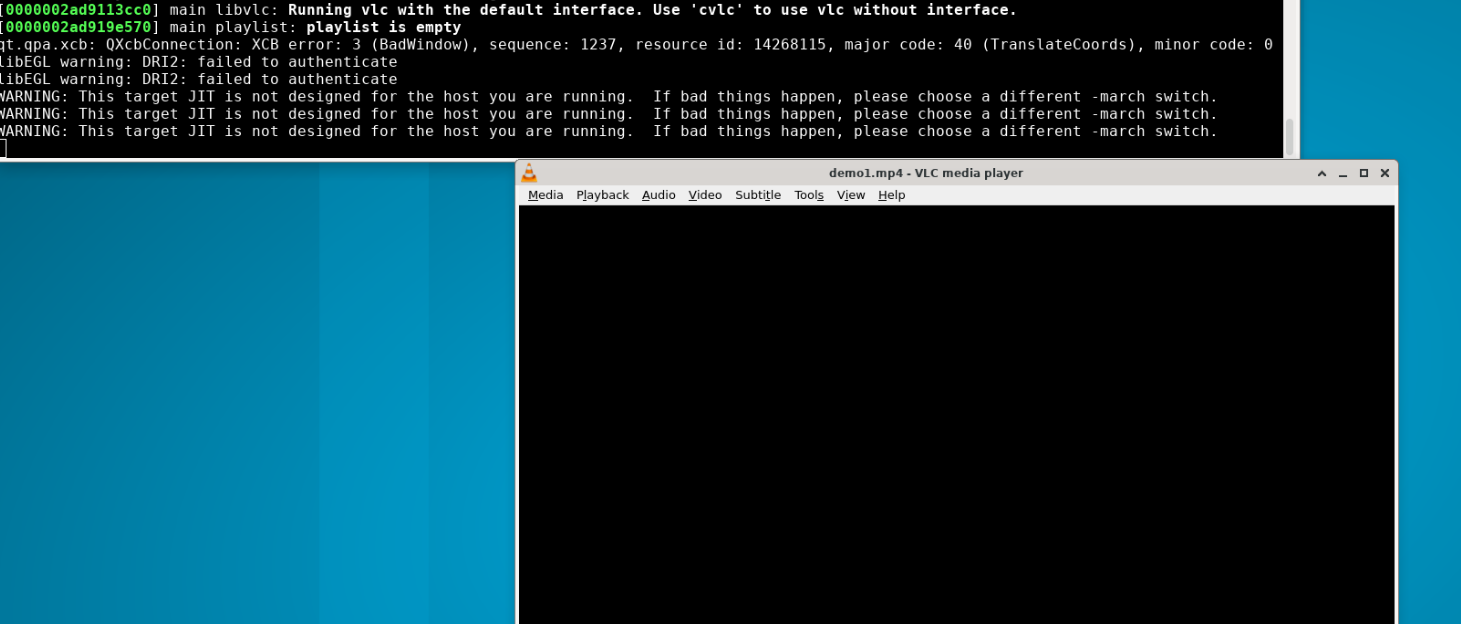 [0000002ad9113cc0] main libvlc: Running vlc with the default interface. Use 'cvlc' to use vlc without interface.
[0000002ad919e570] main playlist: playlist is empty
qt.qpa.xcb: QXcbConnection: XCB error: 3 (BadWindow), sequence: 1237, resource id: 14268115, major code: 40 (TranslateCoords), minor code: 0
libEGL warning: DRI2: failed to authenticate
libEGL warning: DRI2: failed to authenticate
WARNING: This target JIT is not designed for the host you are running.  If bad things happen, please choose a different -march switch.
WARNING: This target JIT is not designed for the host you are running.  If bad things happen, please choose a different -march switch.
WARNING: This target JIT is not designed for the host you are running.  If bad things happen, please choose a different -march switch.
demo1.mp4 - VLC media player
Media Playback Audio Video Subtitle Tools View Help